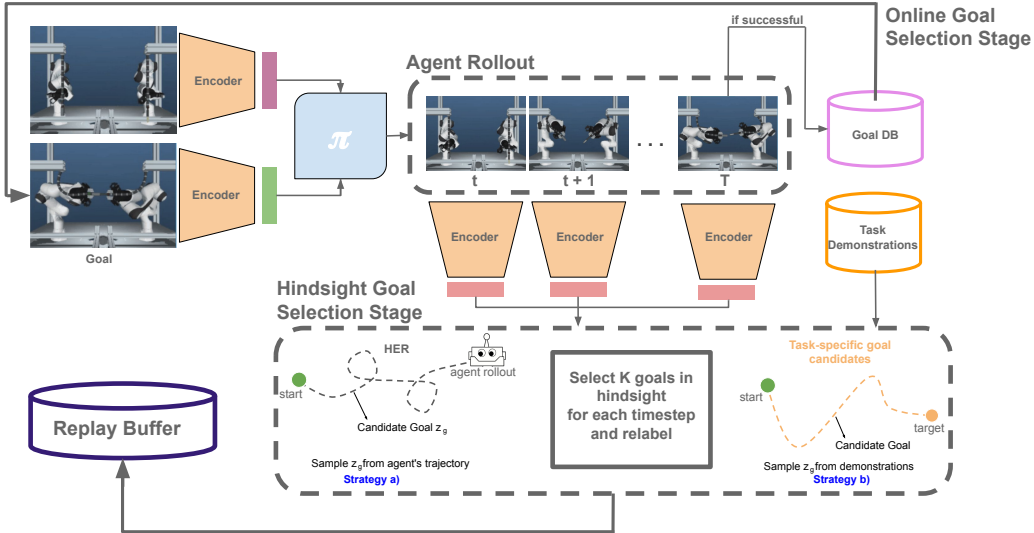 Online Goal
Selection Stage
if successful
Agent Rollout
Encoder
π
Goal DB
t
t + 1
. . .
T
Encoder
Goal
Encoder
Encoder
Encoder
Task
Demonstrations
Hindsight Goal
Selection Stage
HER
agent rollout
start
Candidate Goal z_g
Sample z_g from agent's trajectory
Strategy a)
Select K goals in
hindsight
for each timestep
and relabel
Task-specific goal
candidates
start
target
Candidate Goal
Sample z_g from demonstrations
Strategy b)
Replay Buffer